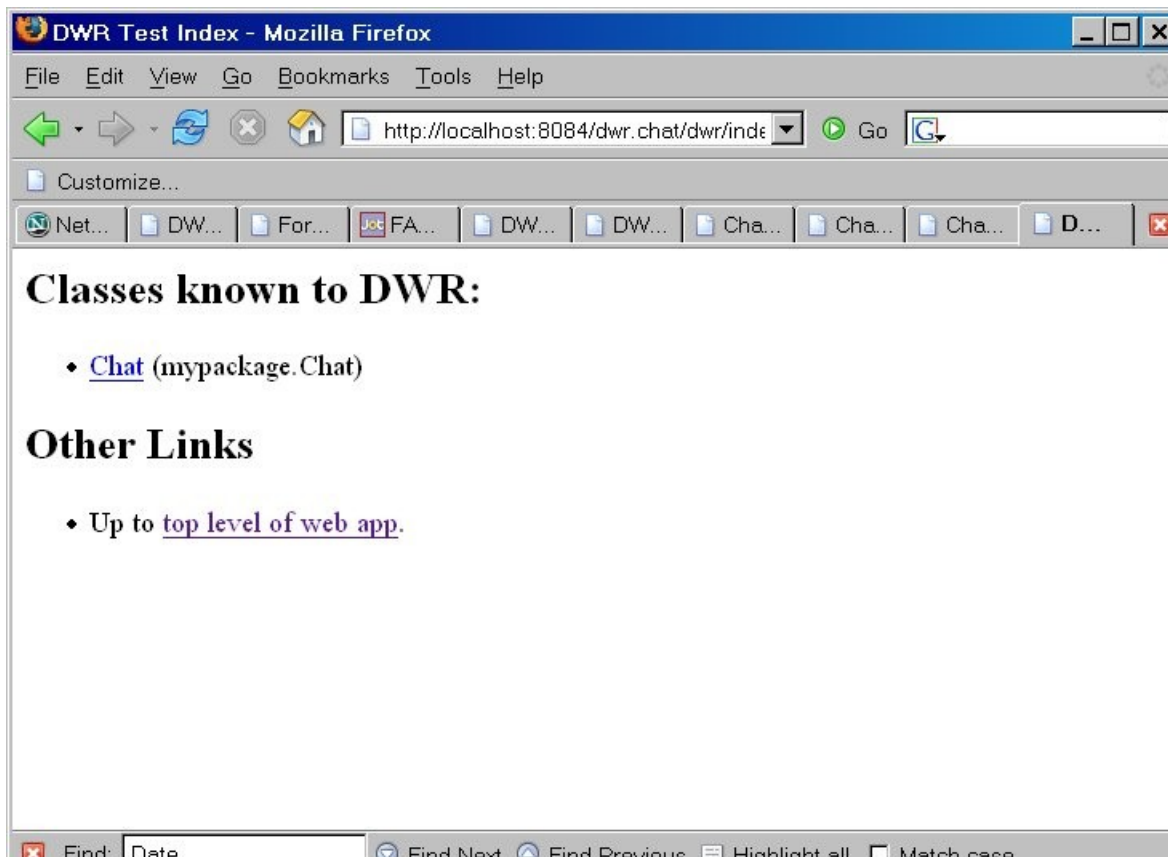 DWR Test Index - Mozilla Firefox
File Edit View Go Bookmarks Tools Help
http://localhost:8084/dwr.chat/dwr/inde Go G
Customize...
Net... DW... For... Jot FA... DW... DW... Cha... Cha... Cha... D...
Classes known to DWR:
• Chat (mypackage.Chat)
Other Links
• Up to top level of web app.
Find: Date Find Next Find Previous Highlight all Match case